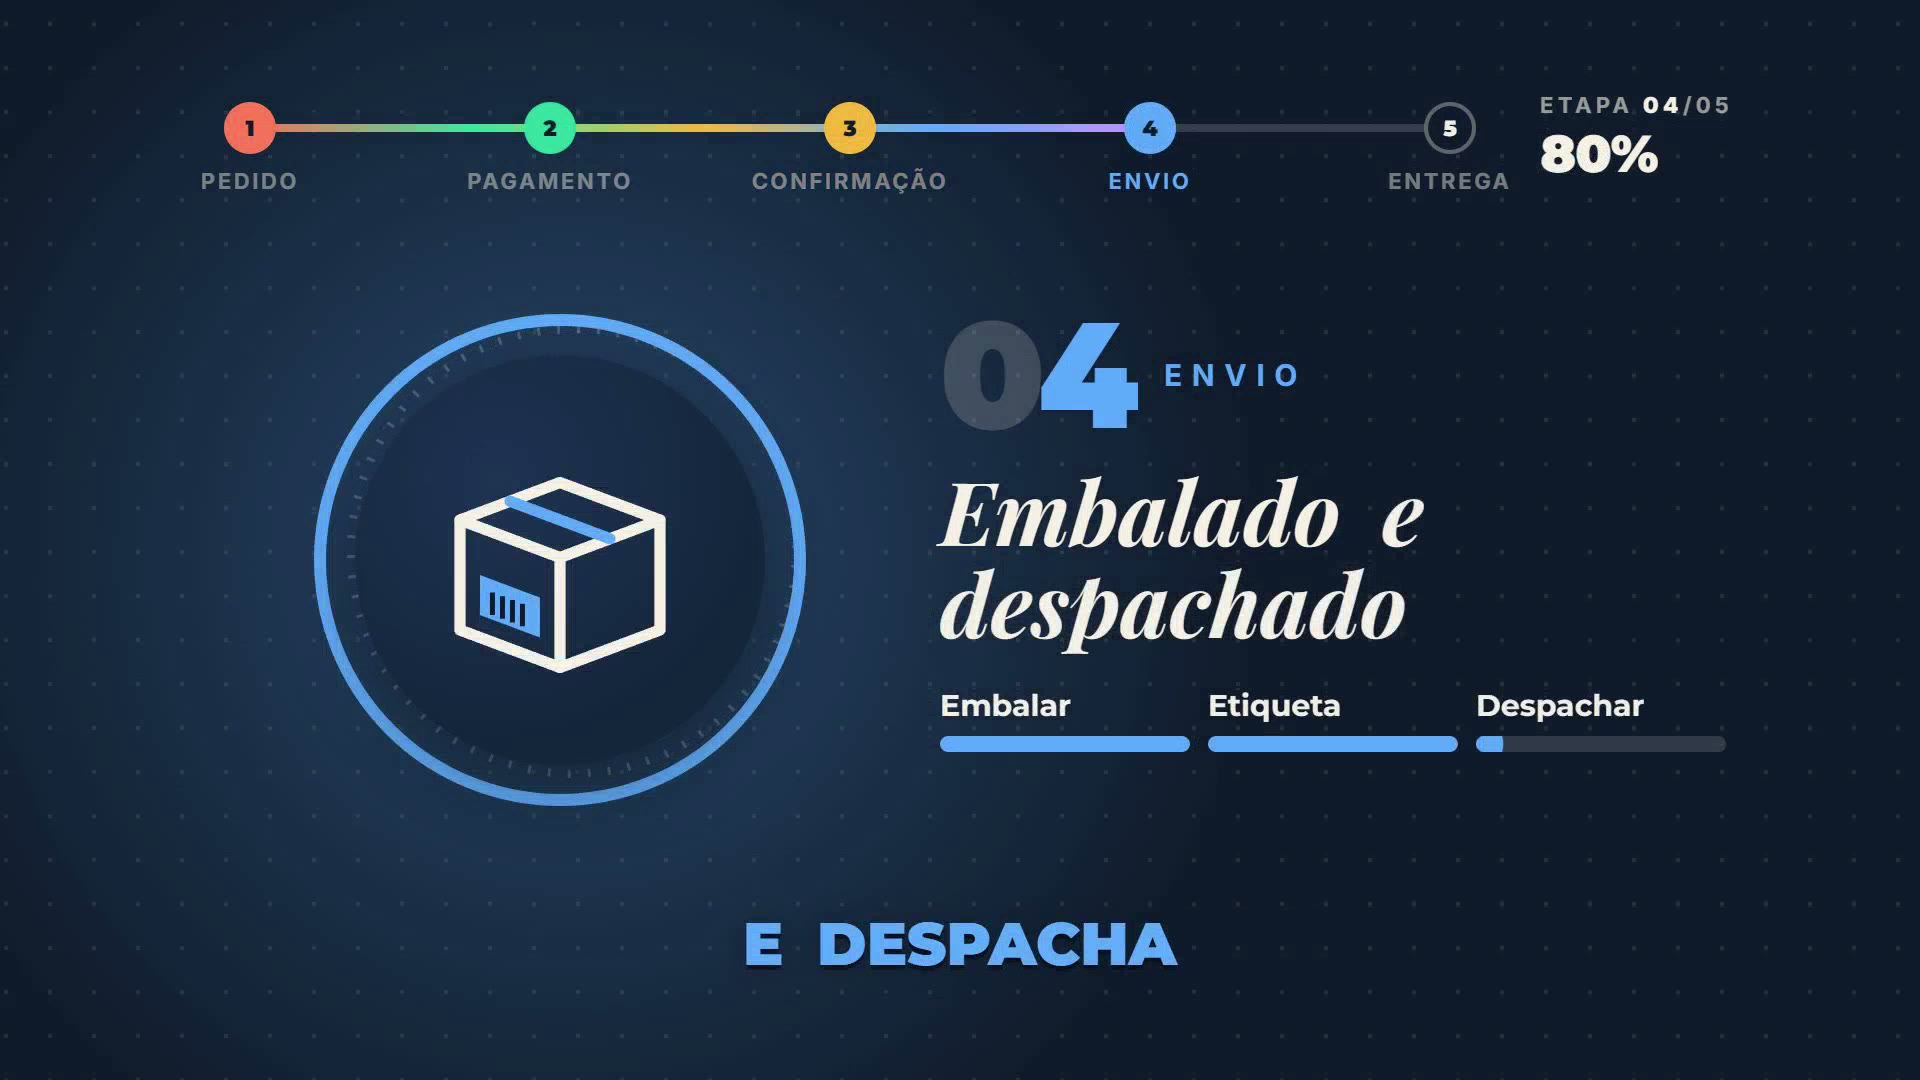 1 2 3 4 5
PEDIDO PAGAMENTO CONFIRMAÇÃO ENVIO ENTREGA
ETAPA 04/05
80%
04 ENVIO
Embalado e
despachado
Embalar Etiqueta Despachar
E DESPACHA